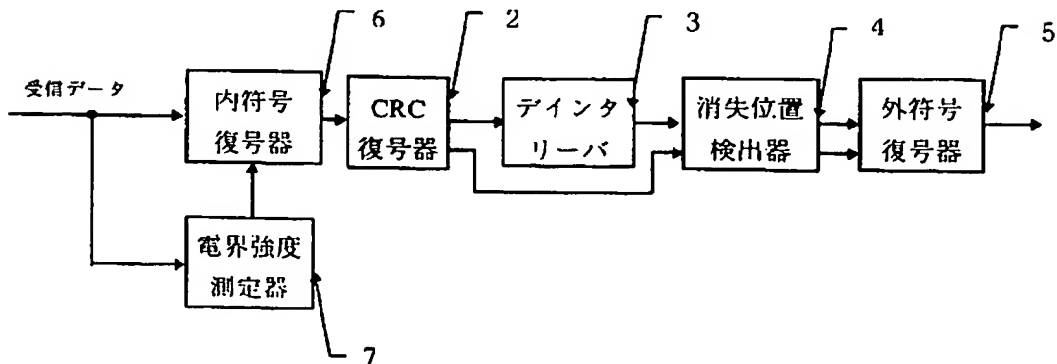 6
2
3
4
5
受信データ
内符号
復号器
CRC
復号器
デインタ
リーバ
消失位置
検出器
外符号
復号器
電界強度
測定器
7